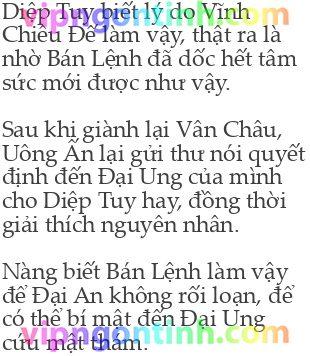 Diệp Tuy biết lý do Vĩnh
Chiêu Đế làm vậy, thật ra là
nhờ Bán Lệnh đã dốc hết tâm
sức mới được như vậy.
Sau khi giành lại Vân Châu,
Uông Ấn lại gửi thư nói quyết
định đến Đại Ung của mình
cho Diệp Tuy hay, đồng thời
giải thích nguyên nhân.
Nàng biết Bán Lệnh làm vậy
để Đại An không rối loạn, để
có thể bí mật đến Đại Ung
cứu mật thám.
vipngontinh.com
vipngontinh.com